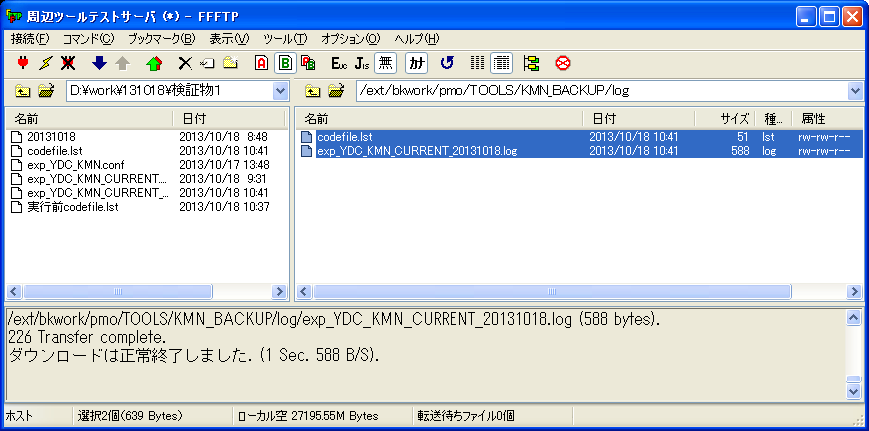 周辺ツールテストサーバ (*) - FFFTP
接続(F) コマンド(C) ブックマーク(B) 表示(V) ツール(T) オプション(O) ヘルプ(H)
A B A B EUC JIS 無 カナ
D:¥work¥131018¥検証物1
/ext/bkwork/pmo/TOOLS/KMN_BACKUP/log
名前 日付
20131018 2013/10/18 8:48
codefile.lst 2013/10/18 10:41
exp_YDC_KMN.conf 2013/10/17 13:48
exp_YDC_KMN_CURRENT_... 2013/10/18 9:31
exp_YDC_KMN_CURRENT_... 2013/10/18 10:41
実行前codefile.lst 2013/10/18 10:37
名前 日付 サイズ 種... 属性
codefile.lst 2013/10/18 10:41 51 lst rw-rw-r--
exp_YDC_KMN_CURRENT_20131018.log 2013/10/18 10:41 588 log rw-rw-r--
/ext/bkwork/pmo/TOOLS/KMN_BACKUP/log/exp_YDC_KMN_CURRENT_20131018.log (588 bytes).
226 Transfer complete.
ダウンロードは正常終了しました. (1 Sec. 588 B/S).
ホスト 選択2個(639 Bytes) ローカル空 27195.55M Bytes 転送待ちファイル0個